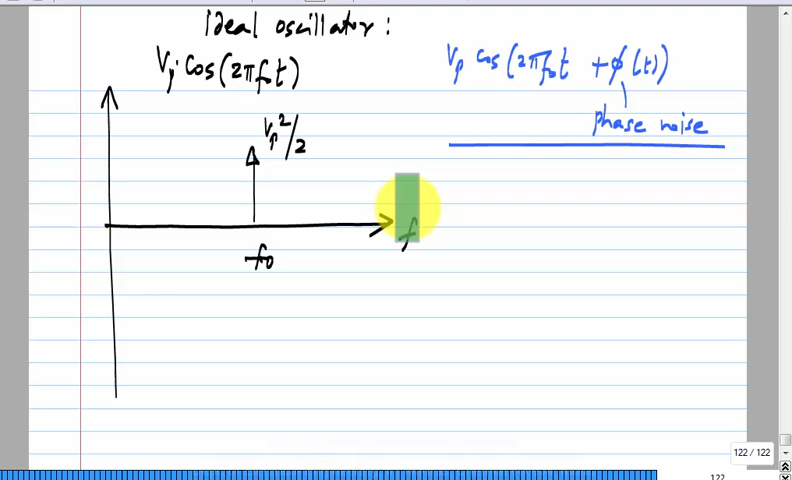 Ideal oscillator:
Vp cos(2πf₀t)
Vp cos(2πf₀t + ϕ(t))
phase noise
Vp²/2
f
f₀
122 / 122
122